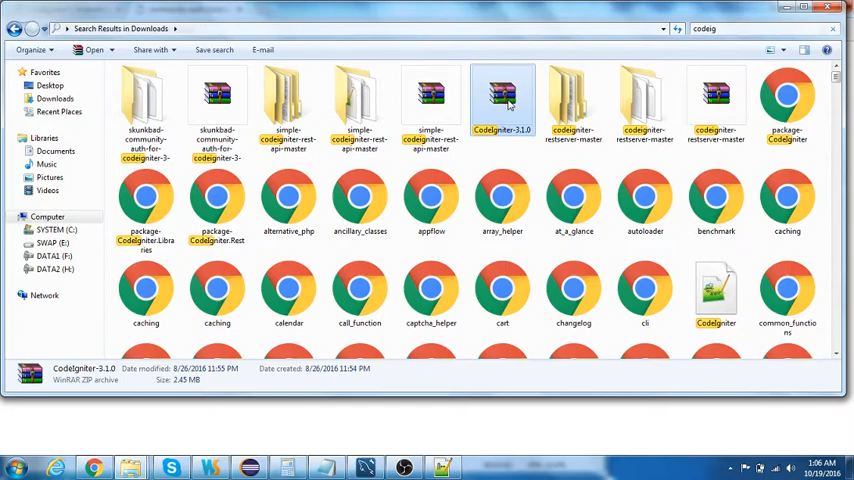 Search Results in Downloads
codeig
Organize
Open
Share with
Save search
E-mail
Favorites
Desktop
Downloads
Recent Places
Libraries
Documents
Music
Pictures
Videos
Computer
SYSTEM (C:)
SWAP (E:)
DATA1 (F:)
DATA2 (H:)
Network
skunkbad-
community-
auth-for-
codeigniter-3-
skunkbad-
community-
auth-for-
codeigniter-3-
simple-
codeigniter-rest-
api-master
simple-
codeigniter-rest-
api-master
simple-
codeigniter-rest-
api-master
CodeIgniter-3.1.0
codeigniter-
restserver-master
codeigniter-
restserver-master
codeigniter-
restserver-master
package-
CodeIgniter
package-
CodeIgniter.Libra
ries
package-
CodeIgniter.Rest
alternative_php
ancillary_classes
appflow
array_helper
at_a_glance
autoloader
benchmark
caching
caching
caching
calendar
call_function
captcha_helper
cart
changelog
cli
CodeIgniter
common_functio
ns
CodeIgniter-3.1.0
Date modified: 8/26/2016 11:55 PM
Date created: 8/26/2016 11:54 PM
WinRAR ZIP archive
Size: 2.45 MB
1:06 AM
10/19/2016